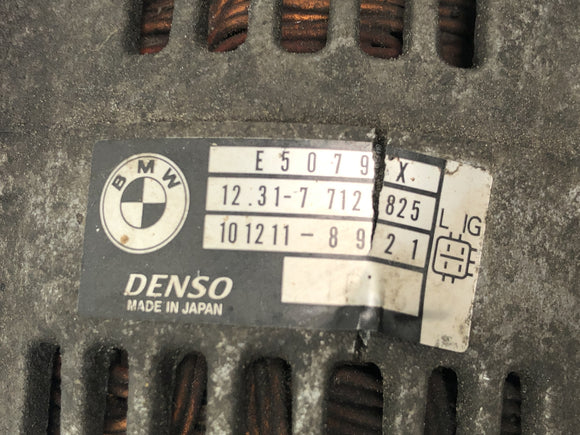 BMW
E5079 X
12.31-7 712 825
101211-8921
L IG
DENSO
MADE IN JAPAN